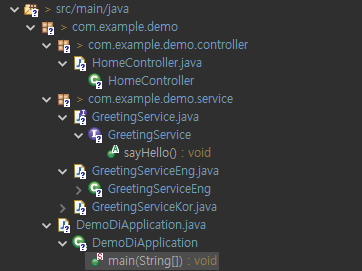 > src/main/java
> com.example.demo
> com.example.demo.controller
> HomeController.java
HomeController
> com.example.demo.service
GreetingService.java
GreetingService
sayHello() : void
GreetingServiceEng.java
GreetingServiceEng
GreetingServiceKor.java
DemoDiApplication.java
DemoDiApplication
main(String[]) : void